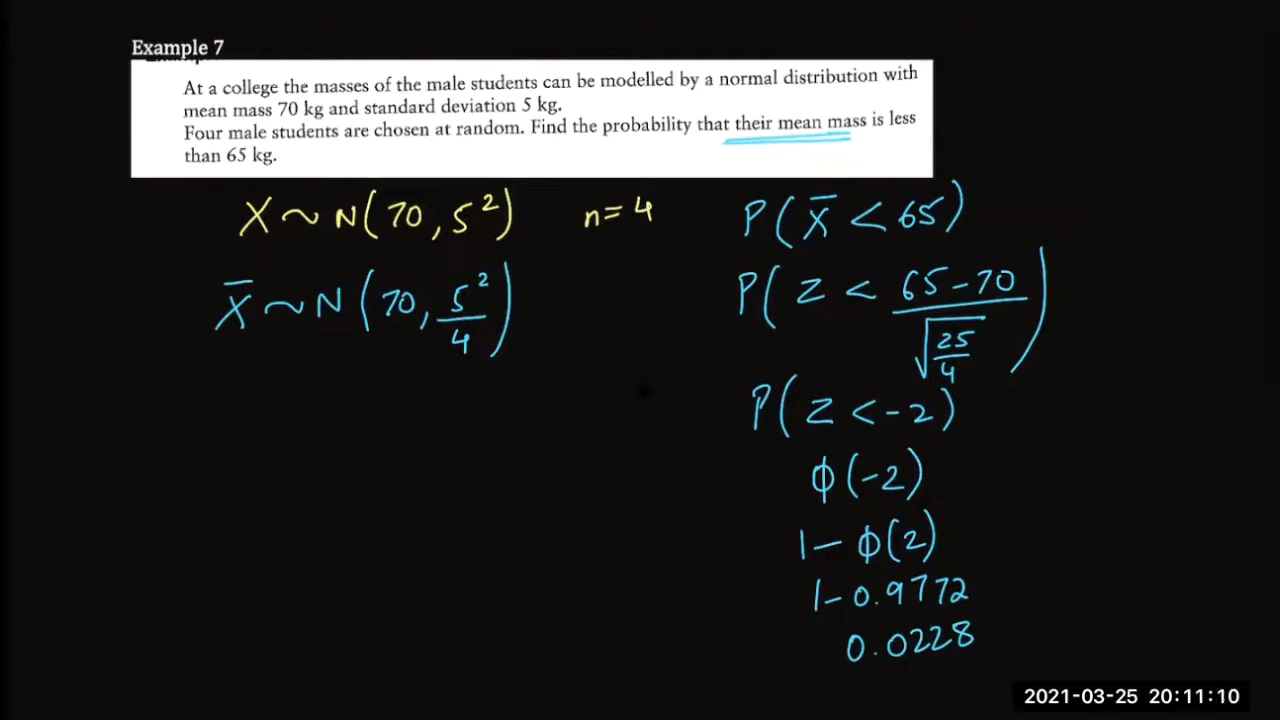 Example 7
At a college the masses of the male students can be modelled by a normal distribution with
mean mass 70 kg and standard deviation 5 kg.
Four male students are chosen at random. Find the probability that their mean mass is less
than 65 kg.
X ~ N(70, 5²) n = 4 P(X̄ < 65)
X̄ ~ N(70, 5²/4) P(Z < (65-70)/√(25/4))
P(Z < -2)
ϕ(-2)
1 - ϕ(2)
1 - 0.9772
0.0228
2021-03-25 20:11:10